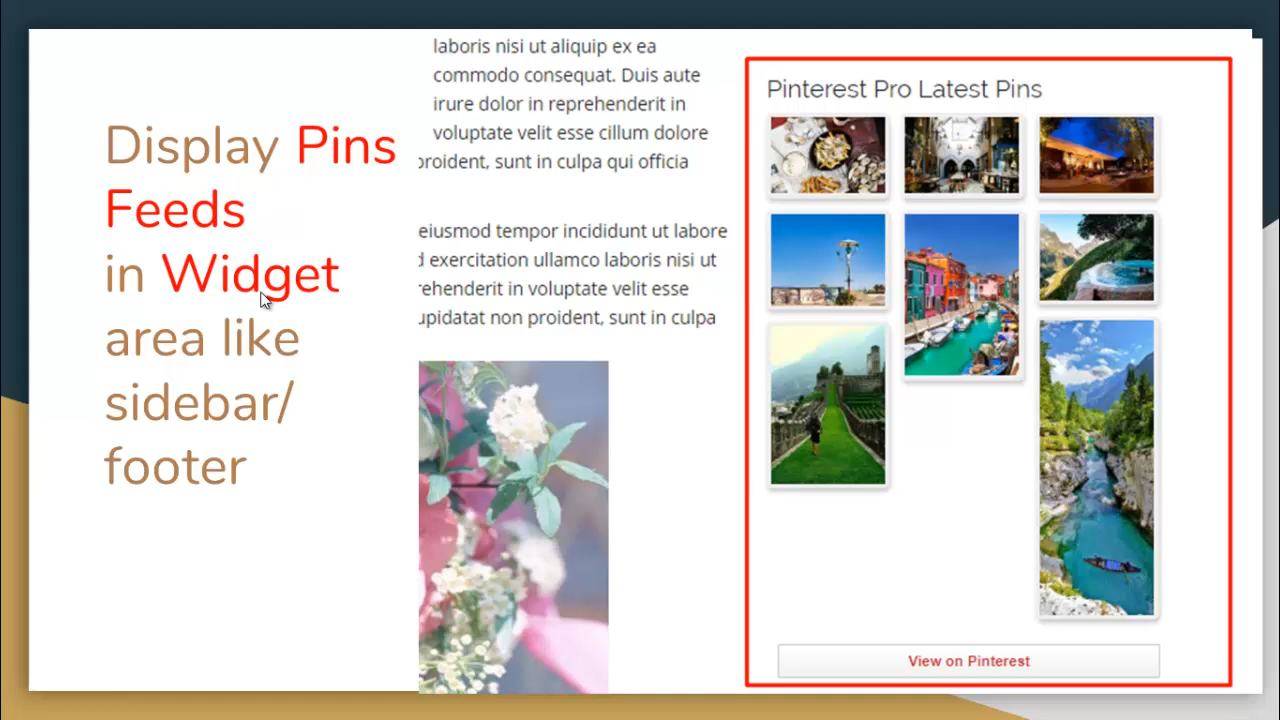 Display Pins
Feeds
in Widget
area like
sidebar/
footer
laboris nisi ut aliquip ex ea
commodo consequat. Duis aute
irure dolor in reprehenderit in
voluptate velit esse cillum dolore
proident, sunt in culpa qui officia
eiusmod tempor incididunt ut labore
exercitation ullamco laboris nisi ut
voluptate velit esse
non proident, sunt in culpa
Pinterest Pro Latest Pins
View on Pinterest